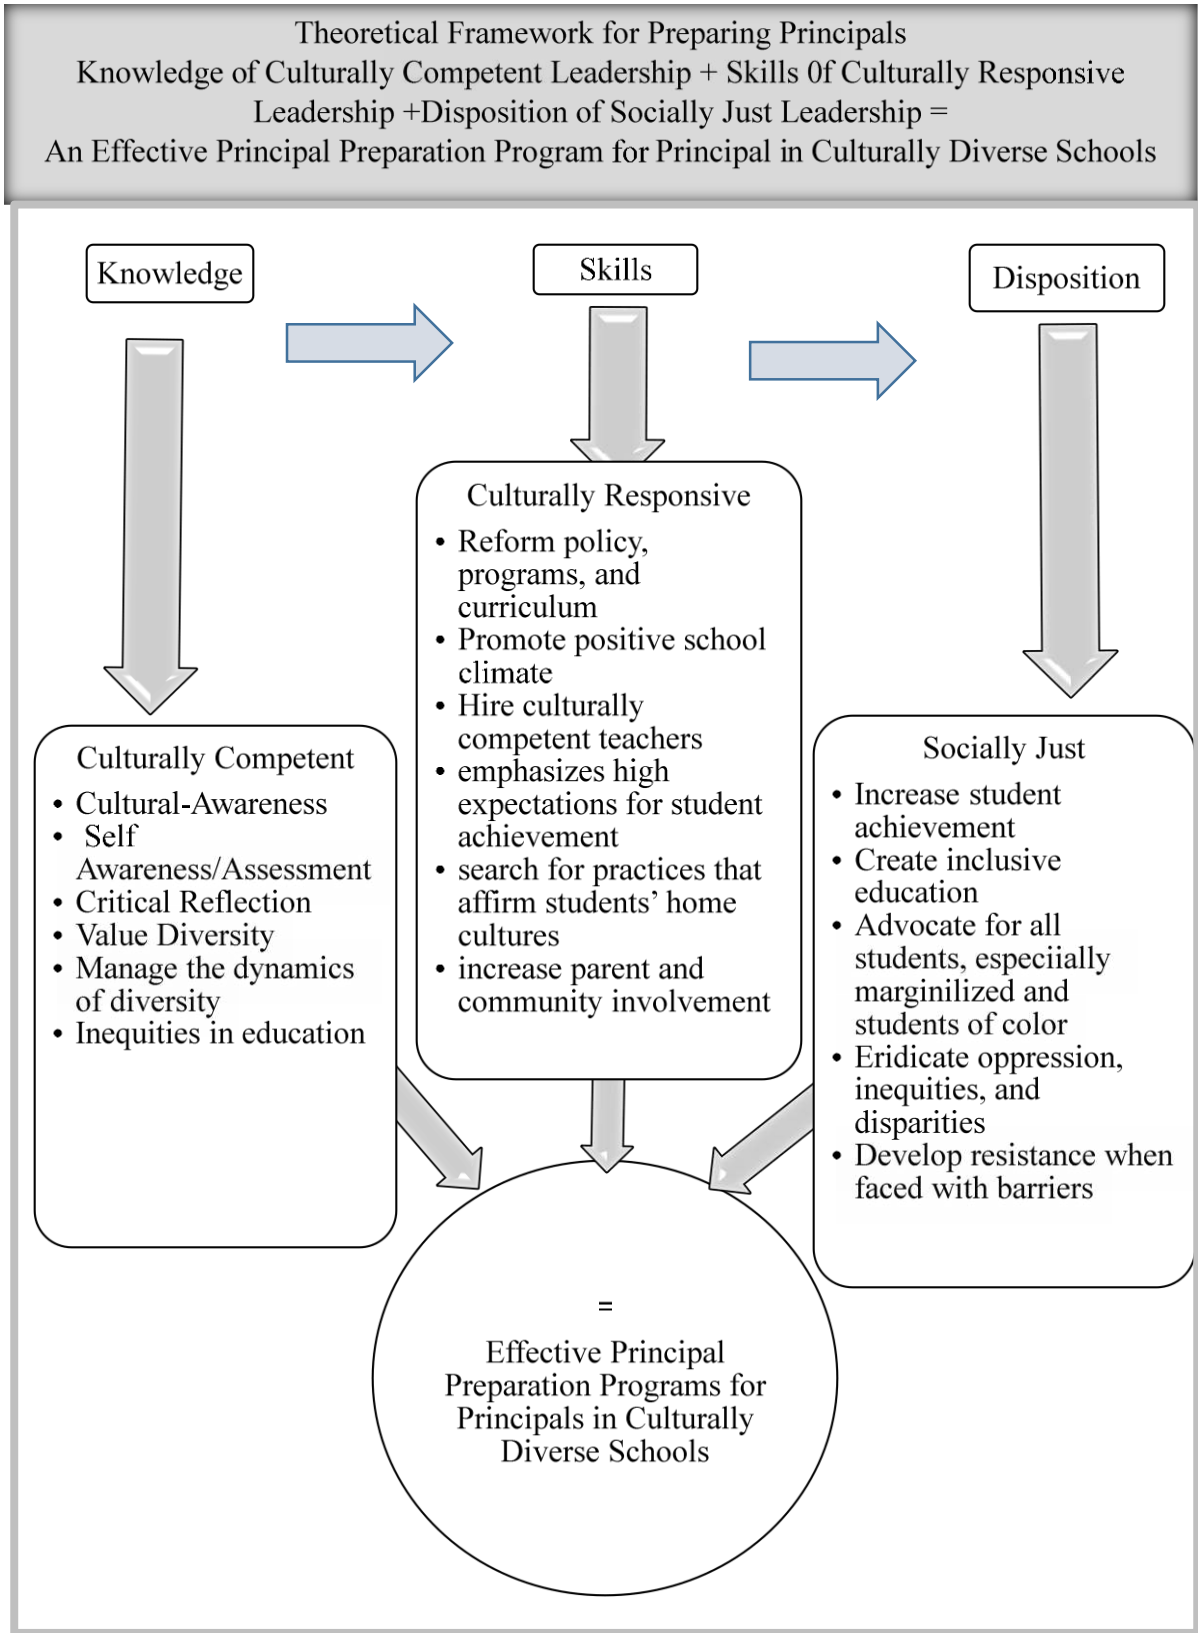 Theoretical Framework for Preparing Principals
Knowledge of Culturally Competent Leadership + Skills 0f Culturally Responsive
Leadership +Disposition of Socially Just Leadership =
An Effective Principal Preparation Program for Principal in Culturally Diverse Schools
Knowledge
Skills
Disposition
Culturally Competent
• Cultural-Awareness
• Self
Awareness/Assessment
• Critical Reflection
• Value Diversity
• Manage the dynamics
of diversity
• Inequities in education
Culturally Responsive
• Reform policy,
programs, and
curriculum
• Promote positive school
climate
• Hire culturally
competent teachers
• emphasizes high
expectations for student
achievement
• search for practices that
affirm students’ home
cultures
• increase parent and
community involvement
Socially Just
• Increase student
achievement
• Create inclusive
education
• Advocate for all
students, especiially
marginilized and
students of color
• Eridicate oppression,
inequities, and
disparities
• Develop resistance when
faced with barriers
=
Effective Principal
Preparation Programs for
Principals in Culturally
Diverse Schools